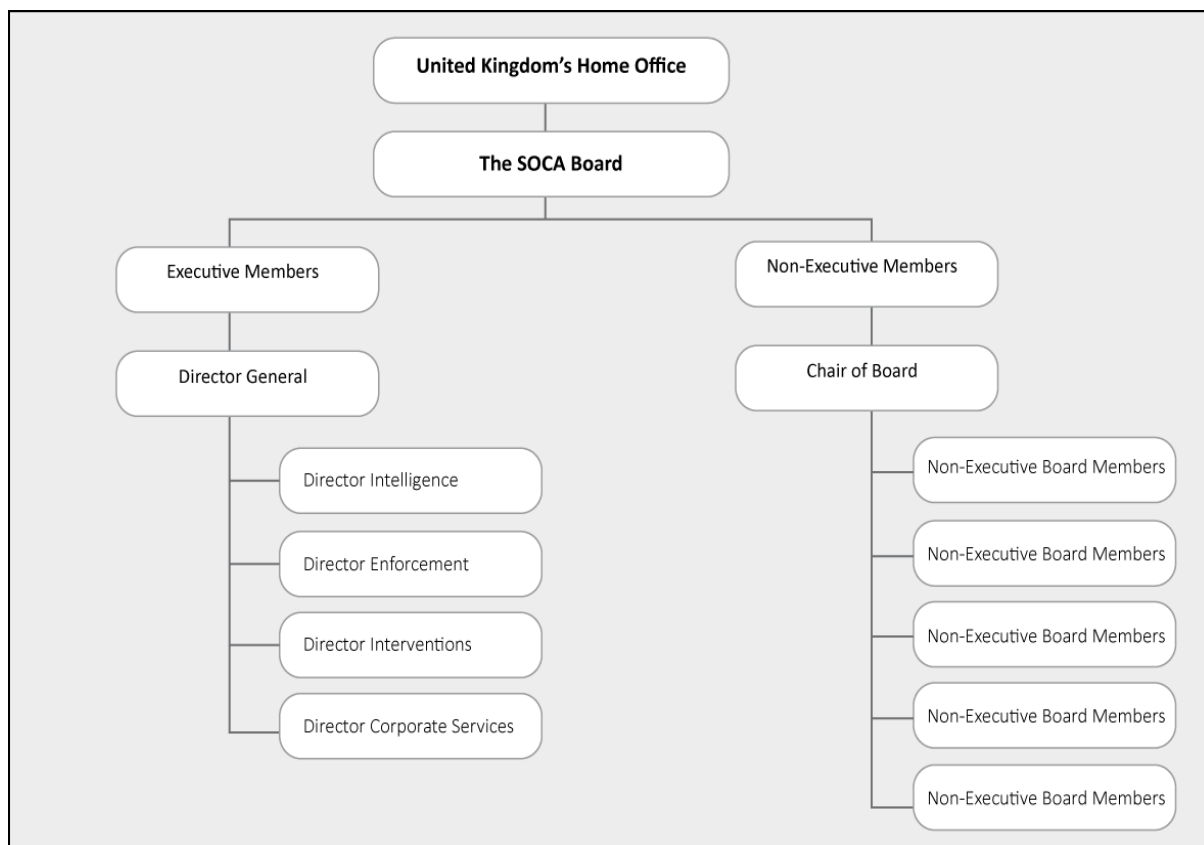 United Kingdom's Home Office
The SOCA Board
Executive Members
Non-Executive Members
Director General
Chair of Board
Director Intelligence
Director Enforcement
Director Interventions
Director Corporate Services
Non-Executive Board Members
Non-Executive Board Members
Non-Executive Board Members
Non-Executive Board Members
Non-Executive Board Members